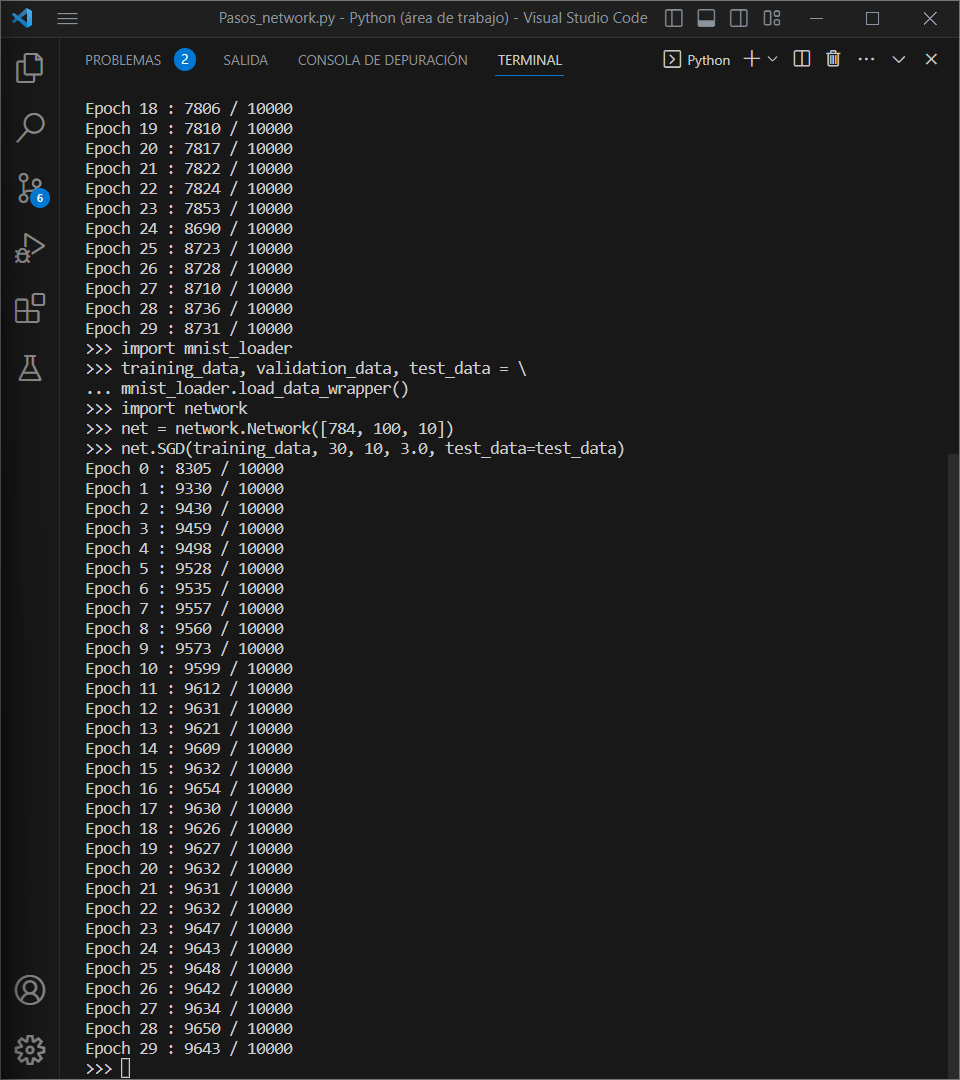 Pasos_network.py - Python (área de trabajo) - Visual Studio Code
PROBLEMAS 2 SALIDA CONSOLA DE DEPURACIÓN TERMINAL Python
Epoch 18 : 7806 / 10000
Epoch 19 : 7810 / 10000
Epoch 20 : 7817 / 10000
Epoch 21 : 7822 / 10000
Epoch 22 : 7824 / 10000
Epoch 23 : 7853 / 10000
6
Epoch 24 : 8690 / 10000
Epoch 25 : 8723 / 10000
Epoch 26 : 8728 / 10000
Epoch 27 : 8710 / 10000
Epoch 28 : 8736 / 10000
Epoch 29 : 8731 / 10000
>>> import mnist_loader
>>> training_data, validation_data, test_data = \
... mnist_loader.load_data_wrapper()
>>> import network
>>> net = network.Network([784, 100, 10])
>>> net.SGD(training_data, 30, 10, 3.0, test_data=test_data)
Epoch 0 : 8305 / 10000
Epoch 1 : 9330 / 10000
Epoch 2 : 9430 / 10000
Epoch 3 : 9459 / 10000
Epoch 4 : 9498 / 10000
Epoch 5 : 9528 / 10000
Epoch 6 : 9535 / 10000
Epoch 7 : 9557 / 10000
Epoch 8 : 9560 / 10000
Epoch 9 : 9573 / 10000
Epoch 10 : 9599 / 10000
Epoch 11 : 9612 / 10000
Epoch 12 : 9631 / 10000
Epoch 13 : 9621 / 10000
Epoch 14 : 9609 / 10000
Epoch 15 : 9632 / 10000
Epoch 16 : 9654 / 10000
Epoch 17 : 9630 / 10000
Epoch 18 : 9626 / 10000
Epoch 19 : 9627 / 10000
Epoch 20 : 9632 / 10000
Epoch 21 : 9631 / 10000
Epoch 22 : 9632 / 10000
Epoch 23 : 9647 / 10000
Epoch 24 : 9643 / 10000
Epoch 25 : 9648 / 10000
Epoch 26 : 9642 / 10000
Epoch 27 : 9634 / 10000
Epoch 28 : 9650 / 10000
Epoch 29 : 9643 / 10000
>>>